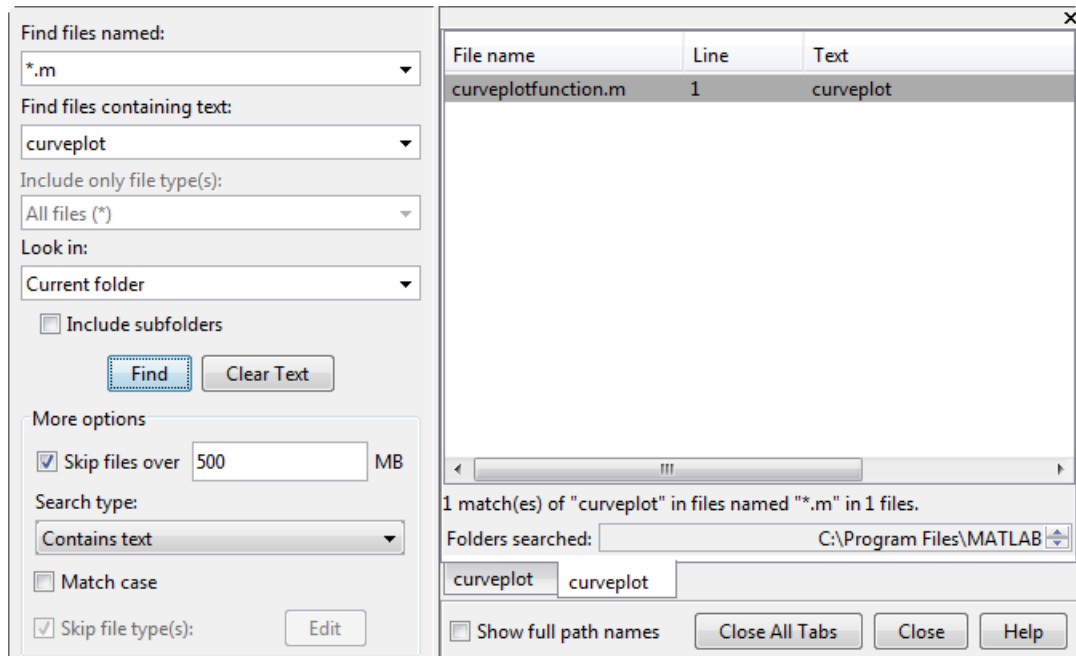 Find files named:
*.m
Find files containing text:
curveplot
Include only file type(s):
All files (*)
Look in:
Current folder
Include subfolders
Find Clear Text
More options
Skip files over 500 MB
Search type:
Contains text
Match case
Skip file type(s): Edit
File name Line Text
curveplotfunction.m 1 curveplot
1 match(es) of "curveplot" in files named "*.m" in 1 files.
Folders searched: C:\Program Files\MATLAB
curveplot curveplot
Show full path names Close All Tabs Close Help